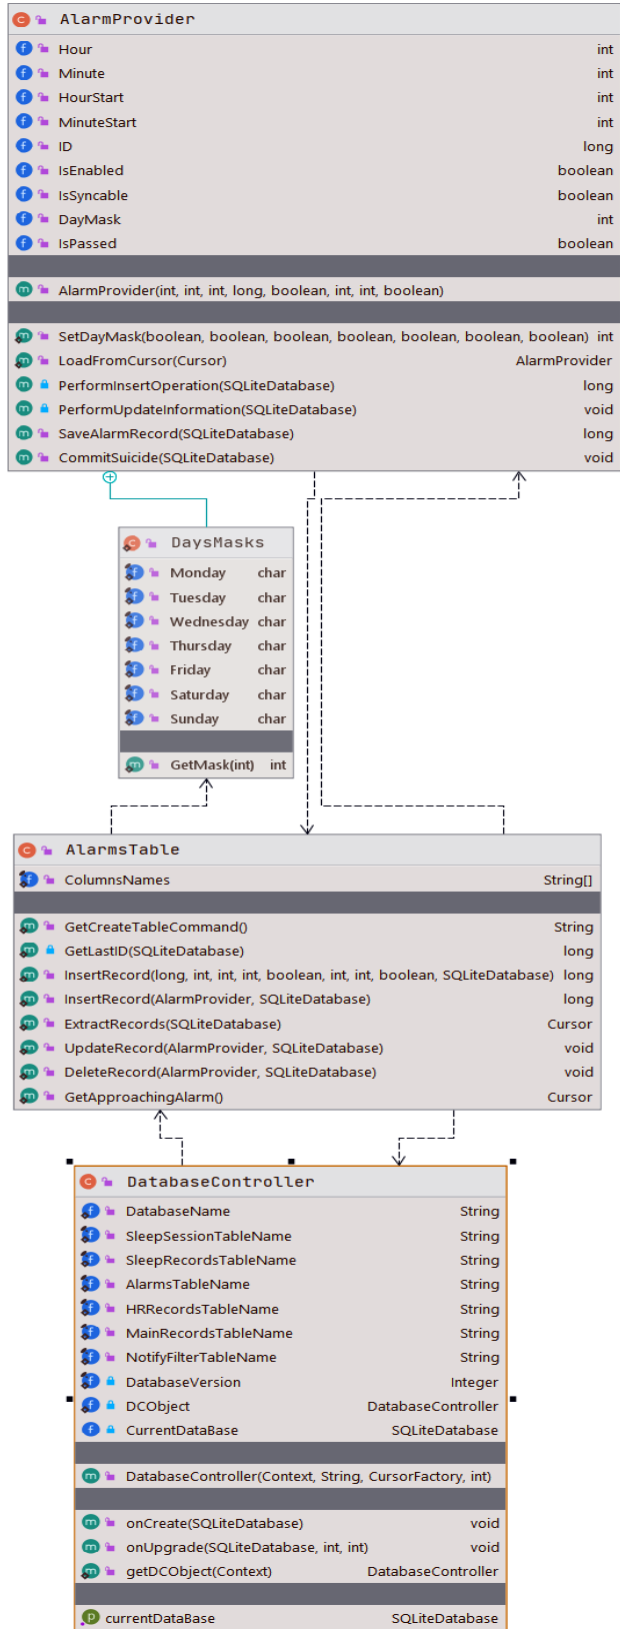 AlarmProvider
Hour int
Minute int
HourStart int
MinuteStart int
ID long
IsEnabled boolean
IsSyncable boolean
DayMask int
IsPassed boolean
AlarmProvider(int, int, int, long, boolean, int, int, boolean)
SetDayMask(boolean, boolean, boolean, boolean, boolean, boolean, boolean) int
LoadFromCursor(Cursor) AlarmProvider
PerformInsertOperation(SQLiteDatabase) long
PerformUpdateInformation(SQLiteDatabase) void
SaveAlarmRecord(SQLiteDatabase) long
CommitSuicide(SQLiteDatabase) void
DaysMasks
Monday char
Tuesday char
Wednesday char
Thursday char
Friday char
Saturday char
Sunday char
GetMask(int) int
AlarmsTable
ColumnsNames String[]
GetCreateTableCommand() String
GetLastID(SQLiteDatabase) long
InsertRecord(long, int, int, int, boolean, int, int, boolean, SQLiteDatabase) long
InsertRecord(AlarmProvider, SQLiteDatabase) long
ExtractRecords(SQLiteDatabase) Cursor
UpdateRecord(AlarmProvider, SQLiteDatabase) void
DeleteRecord(AlarmProvider, SQLiteDatabase) void
GetApproachingAlarm() Cursor
DatabaseController
DatabaseName String
SleepSessionTableName String
SleepRecordsTableName String
AlarmsTableName String
HRRecordsTableName String
MainRecordsTableName String
NotifyFilterTableName String
DatabaseVersion Integer
DCObject DatabaseController
CurrentDataBase SQLiteDatabase
DatabaseController(Context, String, CursorFactory, int)
onCreate(SQLiteDatabase) void
onUpgrade(SQLiteDatabase, int, int) void
getDCObject(Context) DatabaseController
currentDataBase SQLiteDatabase